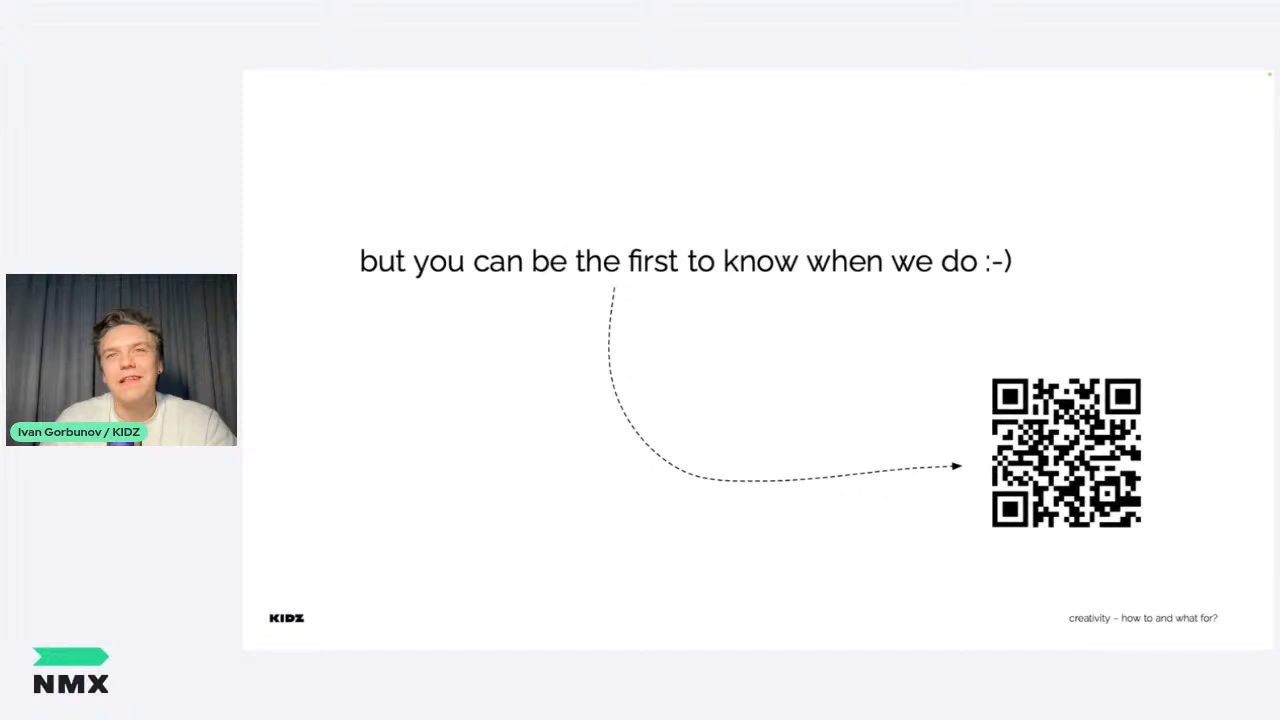 but you can be the first to know when we do :-)
Ivan Gorbunov / KIDZ
KIDZ
creativity – how to and what for?
NMX